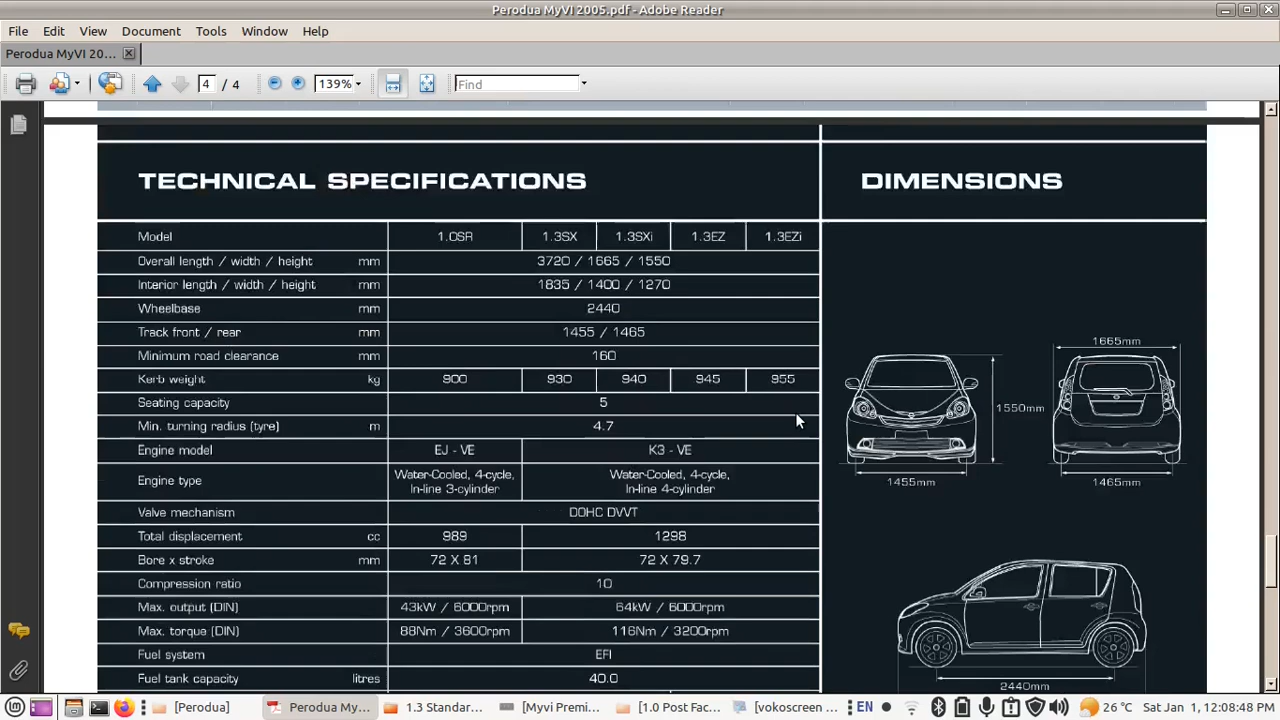 Perodua MyVI 2005.pdf - Adobe Reader
File Edit View Document Tools Window Help
Perodua MyVI 20...
4 / 4 139% Find
TECHNICAL SPECIFICATIONS
Model 1.0SR 1.3SX 1.3SXi 1.3EZ 1.3EZi
Overall length / width / height mm 3720 / 1665 / 1550
Interior length / width / height mm 1835 / 1400 / 1270
Wheelbase mm 2440
Track front / rear mm 1455 / 1465
Minimum road clearance mm 160
Kerb weight kg 900 930 940 945 955
Seating capacity 5
Min. turning radius (tyre) m 4.7
Engine model EJ - VE K3 - VE
Engine type Water-Cooled, 4-cycle, In-line 3-cylinder Water-Cooled, 4-cycle, In-line 4-cylinder
Valve mechanism DOHC DVVT
Total displacement cc 989 1298
Bore x stroke mm 72 X 81 72 X 79.7
Compression ratio 10
Max. output (DIN) 43kW / 6000rpm 64kW / 6000rpm
Max. torque (DIN) 88Nm / 3600rpm 116Nm / 3200rpm
Fuel system EFI
Fuel tank capacity litres 40.0
DIMENSIONS
1665mm
1550mm
1455mm 1465mm
2440mm
[Perodua] Perodua My... 1.3 Standar... [Myvi Premi... [1.0 Post Fac... [vokoscreen ... EN 26 °C Sat Jan 1, 12:08:48 PM